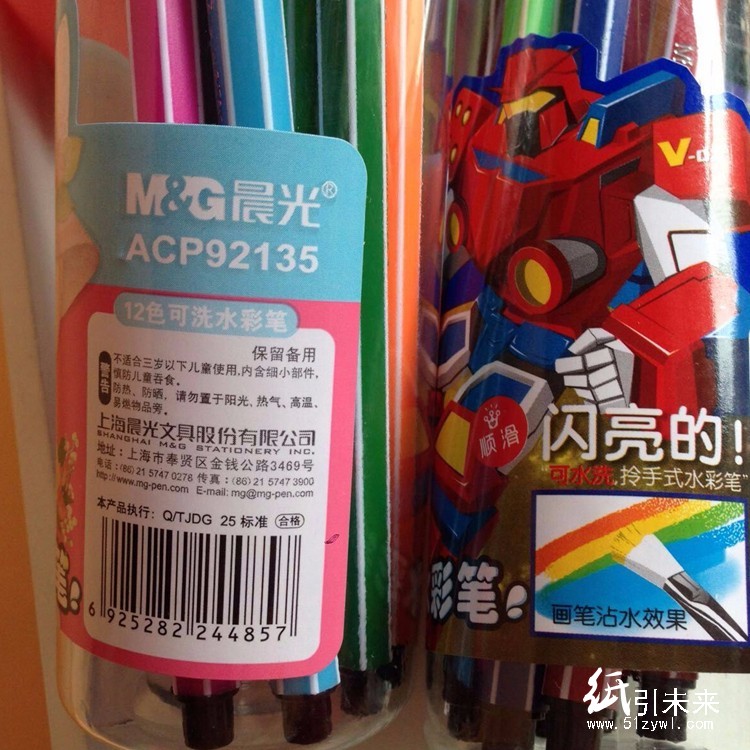 M&G晨光®
ACP92135
12色可洗水彩笔
保留备用
警告
不适合三岁以下儿童使用,内含细小部件,
慎防儿童吞食。
防热、防晒，请勿置于阳光、热气、高温、
易燃物品旁。
上海晨光文具股份有限公司
SHANGHAI M&G STATIONERY INC.
地址：上海市奉贤区金钱公路3469号
电话：(86) 21 5747 0278 传真：(86) 21 5747 3900
http://www.mg-pen.com E-mail: mg@mg-pen.com
本产品执行：Q/TJDG 25 标准 合格
6 925282 244857
V-0
顺滑
闪亮的!
可水洗,拎手式水彩笔"
彩笔!
画笔沾水效果
纸引未来
www.51zywl.com